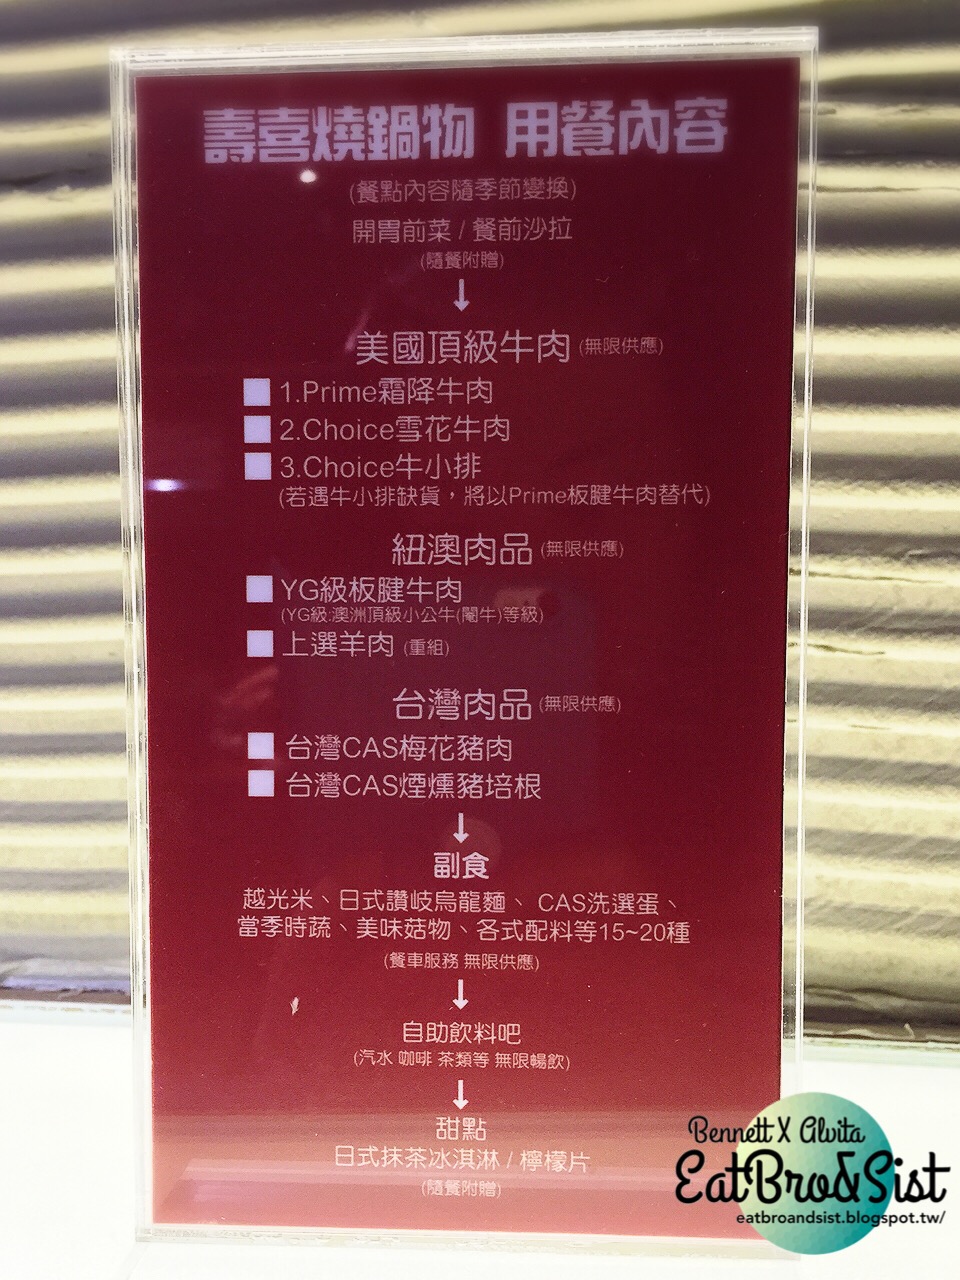 壽喜燒鍋物 用餐內容
(餐點內容隨季節變換)
開胃前菜 / 餐前沙拉
(隨餐附贈)
↓
美國頂級牛肉 (無限供應)
1.Prime霜降牛肉
2.Choice雪花牛肉
3.Choice牛小排
(若遇牛小排缺貨，將以Prime板腱牛肉替代)
紐澳肉品 (無限供應)
YG級板腱牛肉
(YG級:澳洲頂級小公牛(閹牛)等級)
上選羊肉 (重組)
台灣肉品 (無限供應)
台灣CAS梅花豬肉
台灣CAS煙燻豬培根
↓
副食
越光米、日式讚岐烏龍麵、 CAS洗選蛋、
當季時蔬、美味菇物、各式配料等15~20種
(餐車服務 無限供應)
↓
自助飲料吧
(汽水 咖啡 茶類等 無限暢飲)
↓
甜點
日式抹茶冰淇淋 / 檸檬片
(隨餐附贈)
Bennett X Alvita
EatBro&Sist
eatbroandsist.blogspot.tw/